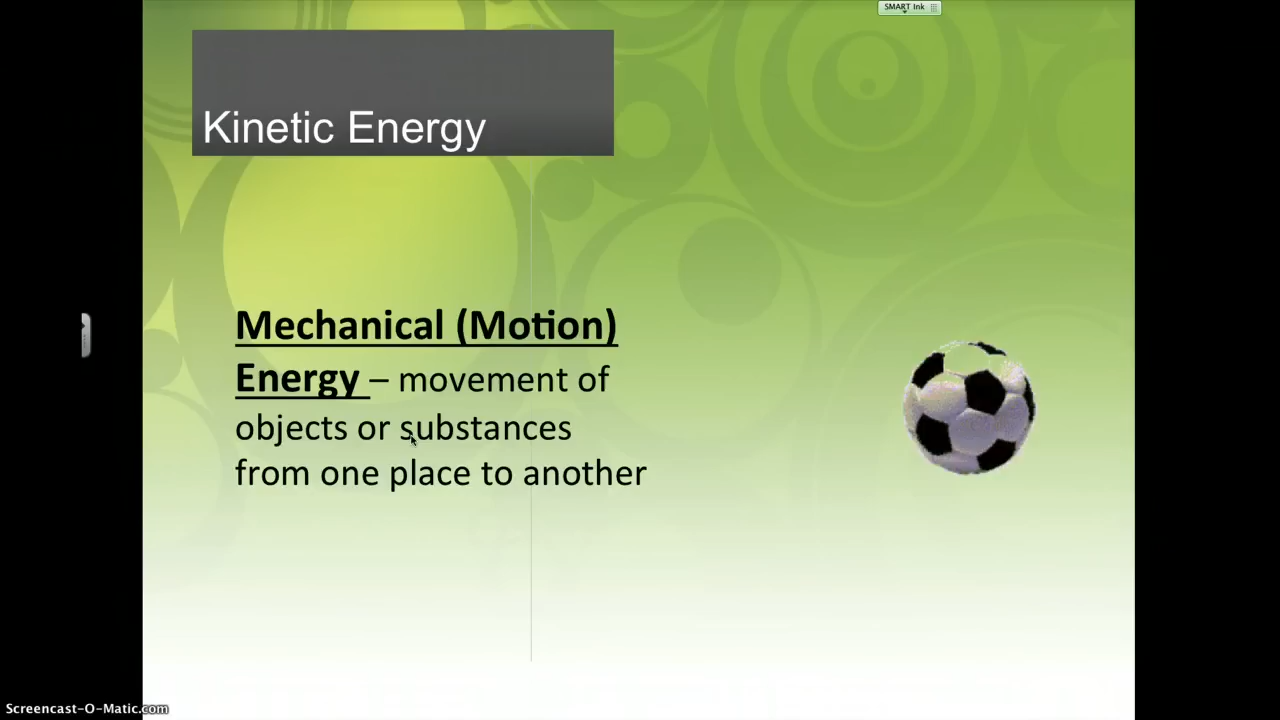 SMART Ink
Kinetic Energy
Mechanical (Motion)
Energy – movement of
objects or substances
from one place to another
Screencast-O-Matic.com